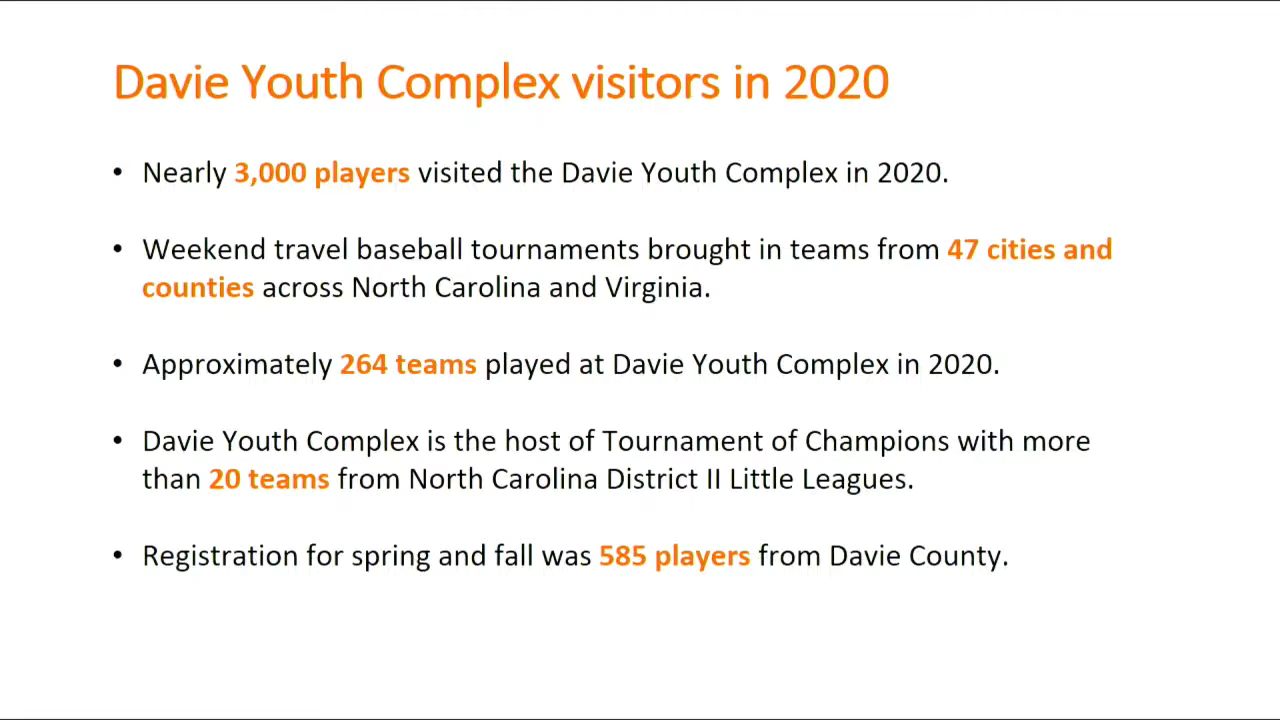 Davie Youth Complex visitors in 2020
• Nearly 3,000 players visited the Davie Youth Complex in 2020.
• Weekend travel baseball tournaments brought in teams from 47 cities and
counties across North Carolina and Virginia.
• Approximately 264 teams played at Davie Youth Complex in 2020.
• Davie Youth Complex is the host of Tournament of Champions with more
than 20 teams from North Carolina District II Little Leagues.
• Registration for spring and fall was 585 players from Davie County.